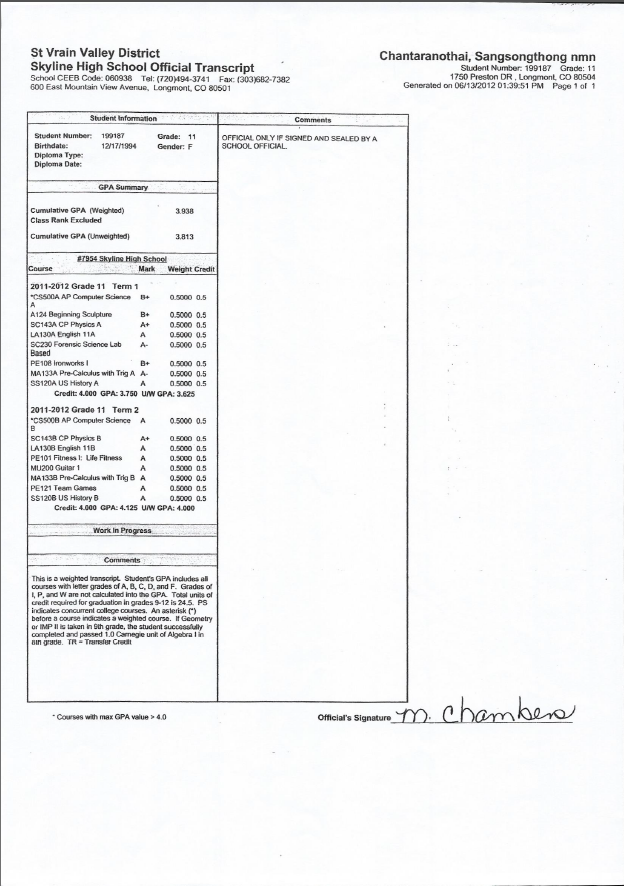 St Vrain Valley District
Skyline High School Official Transcript
School CEEB Code: 060938 Tel: (720)494-3741 Fax: (303)682-7382
600 East Mountain View Avenue, Longmont, CO 80501
Chantaranothai, Sangsongthong nmn
Student Number: 199187 Grade: 11
1750 Preston DR , Longmont, CO 80504
Generated on 06/13/2012 01:39:51 PM Page 1 of 1
Student Information
Student Number: 199187 Grade: 11
Birthdate: 12/17/1994 Gender: F
Diploma Type:
Diploma Date:
GPA Summary
Cumulative GPA (Weighted) 3.938
Class Rank Excluded
Cumulative GPA (Unweighted) 3.813
#7954 Skyline High School
Course Mark Weight Credit
2011-2012 Grade 11 Term 1
*CS500A AP Computer Science B+ 0.5000 0.5
A
A124 Beginning Sculpture B+ 0.5000 0.5
SC143A CP Physics A A+ 0.5000 0.5
LA130A English 11A A 0.5000 0.5
SC230 Forensic Science Lab A- 0.5000 0.5
Based
PE108 Ironworks I B+ 0.5000 0.5
MA133A Pre-Calculus with Trig A A- 0.5000 0.5
SS120A US History A A 0.5000 0.5
Credit: 4.000 GPA: 3.750 U/W GPA: 3.625
2011-2012 Grade 11 Term 2
*CS500B AP Computer Science A 0.5000 0.5
B
SC143B CP Physics B A+ 0.5000 0.5
LA130B English 11B A 0.5000 0.5
PE101 Fitness I: Life Fitness A 0.5000 0.5
MU200 Guitar 1 A 0.5000 0.5
MA133B Pre-Calculus with Trig B A 0.5000 0.5
PE121 Team Games A 0.5000 0.5
SS120B US History B A 0.5000 0.5
Credit: 4.000 GPA: 4.125 U/W GPA: 4.000
Work In Progress
Comments
This is a weighted transcript. Student's GPA includes all
courses with letter grades of A, B, C, D, and F. Grades of
I, P, and W are not calculated into the GPA. Total units of
credit required for graduation in grades 9-12 is 24.5. PS
indicates concurrent college courses. An asterisk (*)
before a course indicates a weighted course. If Geometry
or IMP II is taken in 9th grade, the student successfully
completed and passed 1.0 Carnegie unit of Algebra I in
8th grade. TR = Transfer Credit
Comments
OFFICIAL ONLY IF SIGNED AND SEALED BY A
SCHOOL OFFICIAL.
* Courses with max GPA value > 4.0
Official's Signature M. Chambers